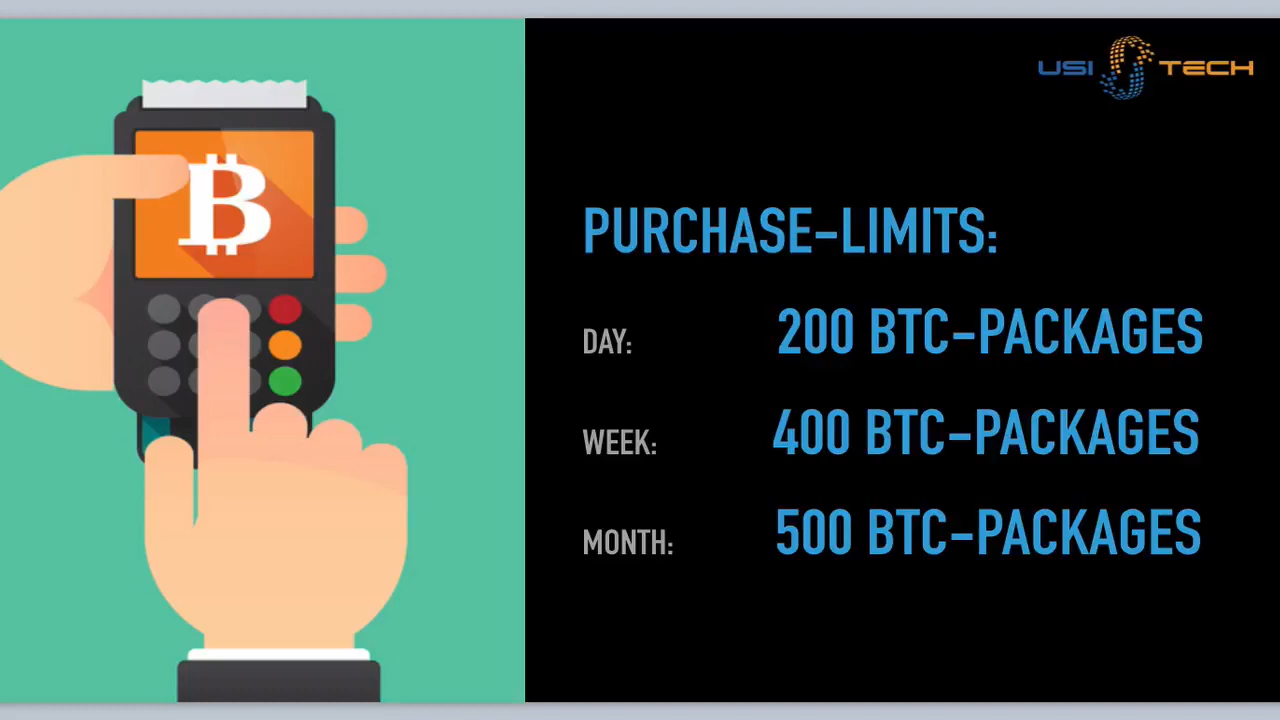 USI TECH
PURCHASE-LIMITS:
DAY: 200 BTC-PACKAGES
WEEK: 400 BTC-PACKAGES
MONTH: 500 BTC-PACKAGES